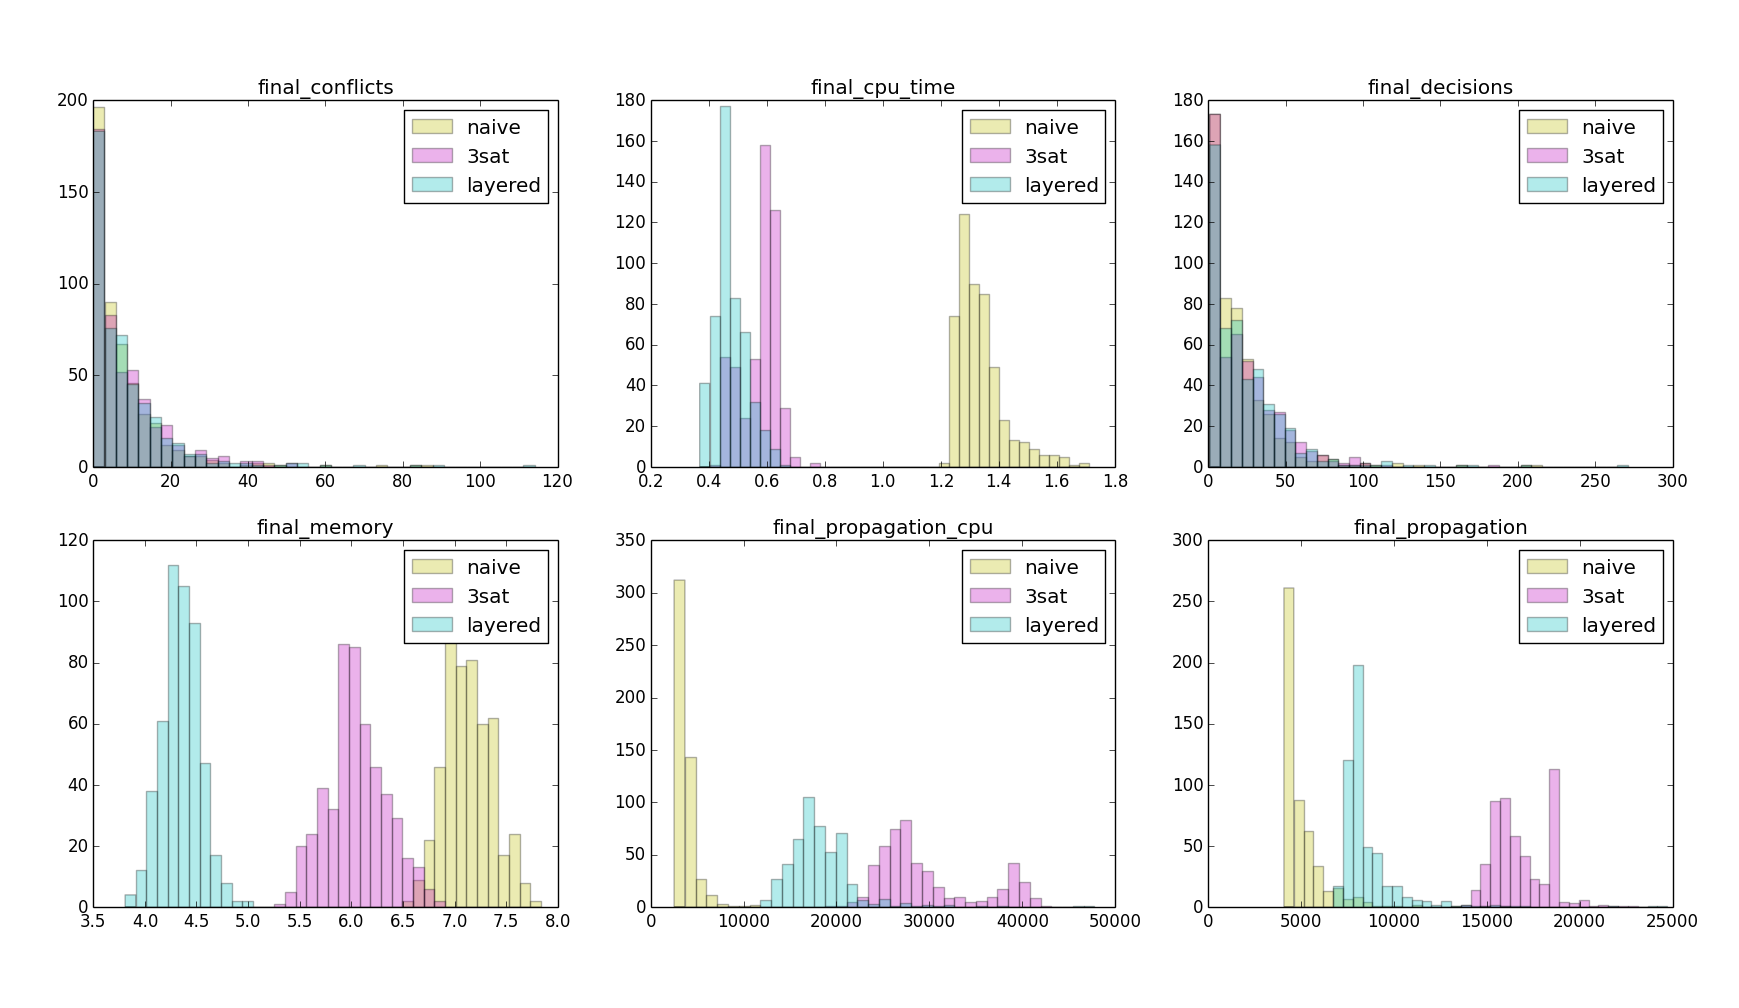 final_conflicts
200
150
100
50
0
0 20 40 60 80 100 120
naive
3sat
layered
final_cpu_time
180
160
140
120
100
80
60
40
20
0
0.2 0.4 0.6 0.8 1.0 1.2 1.4 1.6 1.8
naive
3sat
layered
final_decisions
180
160
140
120
100
80
60
40
20
0
0 50 100 150 200 250 300
naive
3sat
layered
final_memory
120
100
80
60
40
20
0
3.5 4.0 4.5 5.0 5.5 6.0 6.5 7.0 7.5 8.0
naive
3sat
layered
final_propagation_cpu
350
300
250
200
150
100
50
0
0 10000 20000 30000 40000 50000
naive
3sat
layered
final_propagation
300
250
200
150
100
50
0
0 5000 10000 15000 20000 25000
naive
3sat
layered